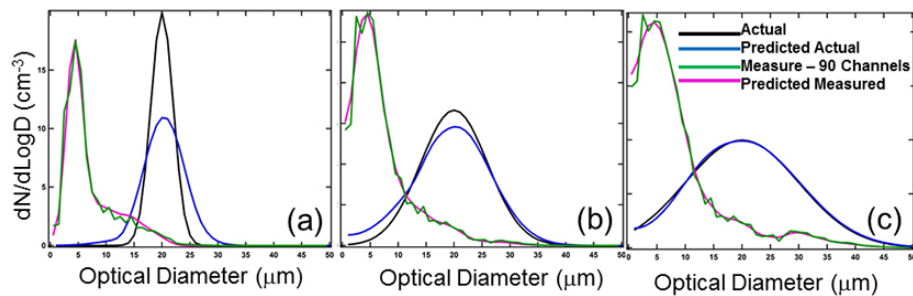 dN/dLogD (cm-3)
15
10
5
0
0 5 10 15 20 25 30 35 40 45 50
(a)
Optical Diameter (μm)
0 5 10 15 20 25 30 35 40 45 50
(b)
Optical Diameter (μm)
Actual
Predicted Actual
Measure – 90 Channels
Predicted Measured
0 5 10 15 20 25 30 35 40 45 50
(c)
Optical Diameter (μm)